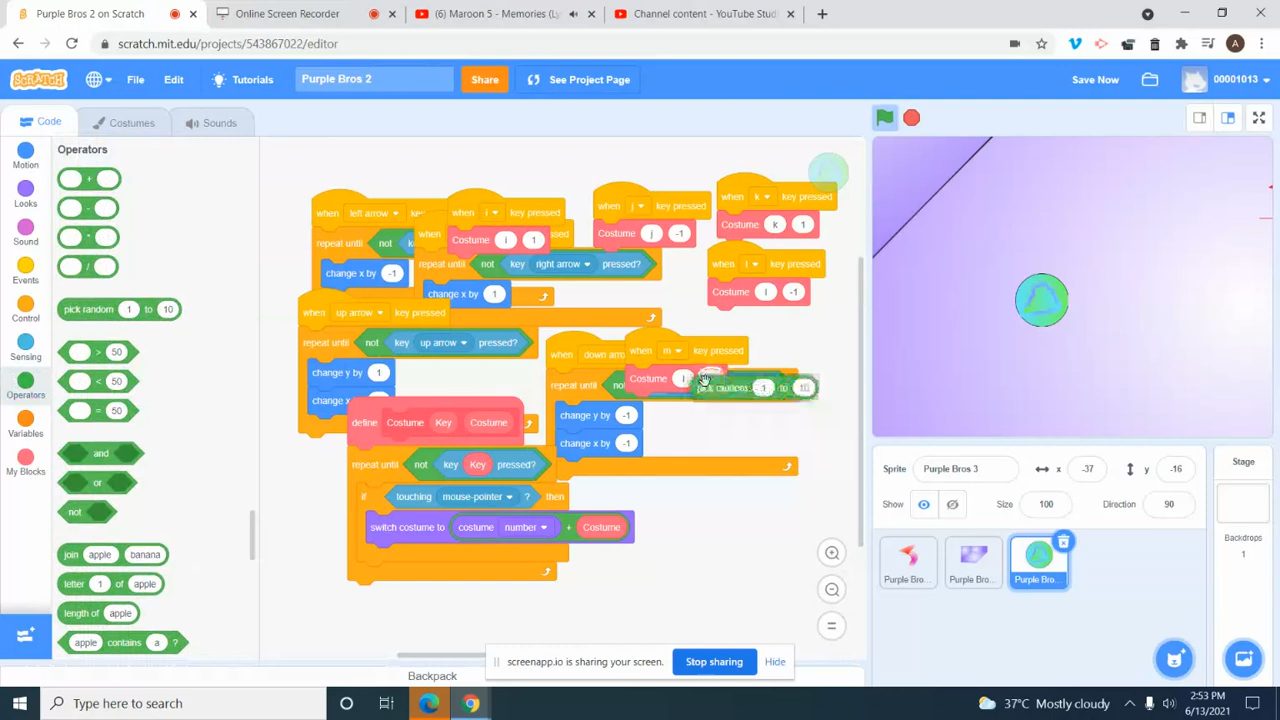 Purple Bros 2 on Scratch
Online Screen Recorder
(6) Maroon 5 - Memories (Ly
Channel content - YouTube Stud
scratch.mit.edu/projects/543867022/editor
A
SCRATCH
File
Edit
Tutorials
Purple Bros 2
Share
See Project Page
Save Now
00001013
Code
Costumes
Sounds
Motion
Looks
Sound
Events
Control
Sensing
Operators
Variables
My Blocks
Operators
+
-
*
/
pick random 1 to 10
> 50
< 50
= 50
and
or
not
join apple banana
letter 1 of apple
length of apple
apple contains a ?
when left arrow
repeat until not
change x by -1
when i key pressed
Costume i 1
when
repeat until not key right arrow pressed?
change x by 1
when j key pressed
Costume j -1
when k key pressed
Costume k 1
when l key pressed
Costume l -1
when up arrow key pressed
repeat until not key up arrow pressed?
change y by 1
when down arrow
repeat until
change y by -1
change x by -1
when m key pressed
Costume
pick random 1 to 10
define Costume Key Costume
repeat until not key Key pressed?
if touching mouse-pointer ? then
switch costume to costume number + Costume
Backpack
Sprite Purple Bros 3 x -37 y -16
Show Size 100 Direction 90
Purple Bro...
Purple Bro...
Purple Bro...
Stage
Backdrops
1
screenapp.io is sharing your screen.
Stop sharing
Hide
Type here to search
37°C Mostly cloudy
2:53 PM
6/13/2021